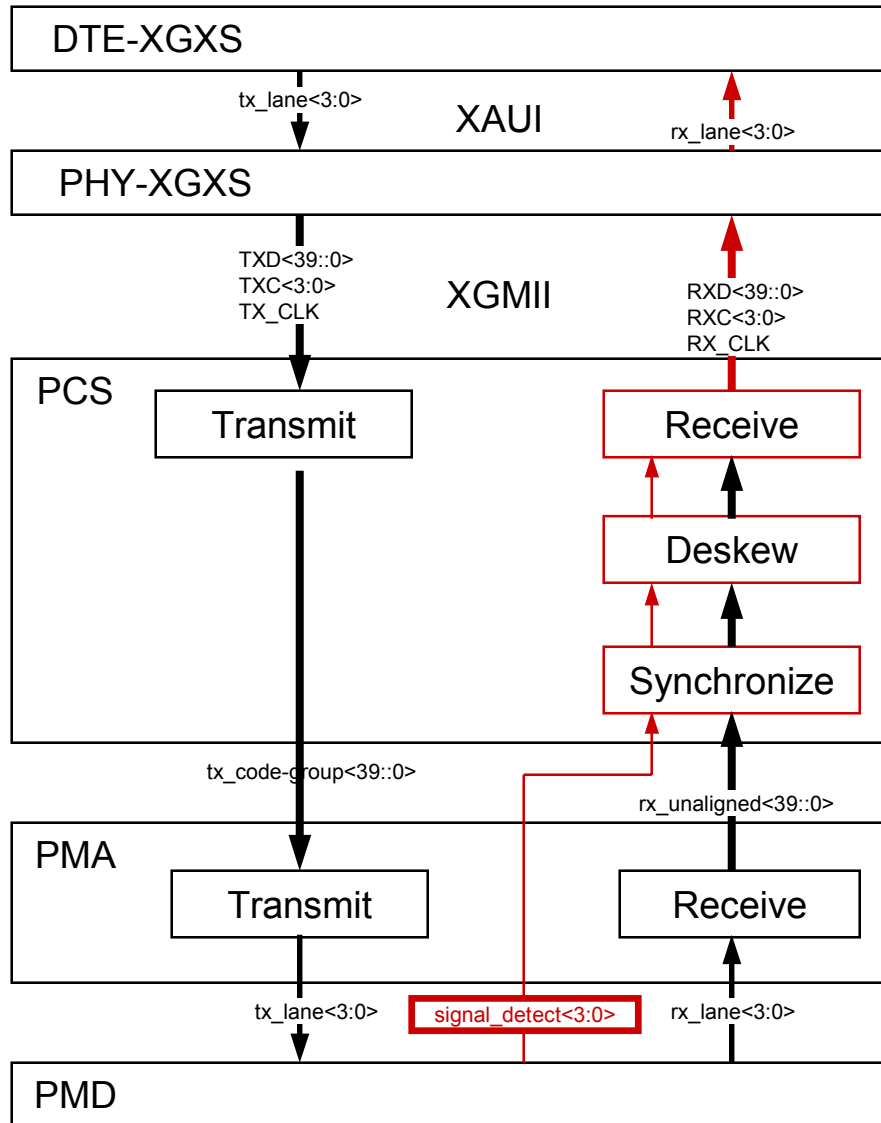 DTE-XGXS
tx_lane<3:0>
XAUI
rx_lane<3:0>
PHY-XGXS
TXD<39::0>
TXC<3:0>
TX_CLK
XGMII
RXD<39::0>
RXC<3:0>
RX_CLK
PCS
Transmit
Receive
Deskew
Synchronize
tx_code-group<39::0>
rx_unaligned<39::0>
PMA
Transmit
Receive
tx_lane<3:0>
signal_detect<3:0>
rx_lane<3:0>
PMD